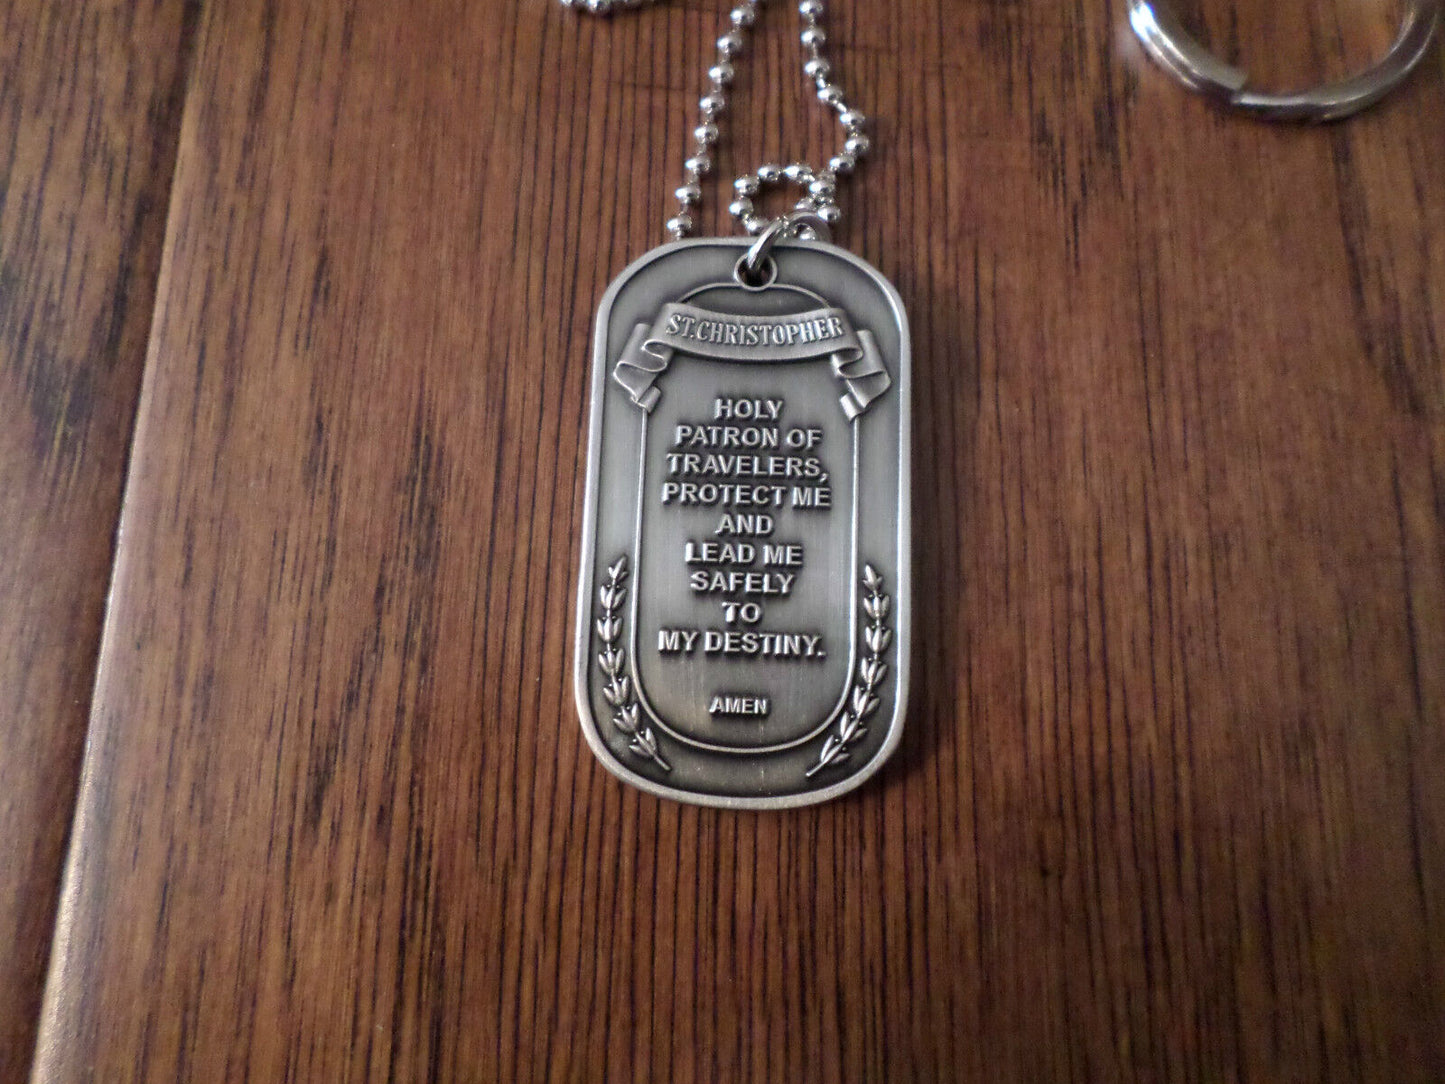 ST.CHRISTOPHER
HOLY
PATRON OF
TRAVELERS,
PROTECT ME
AND
LEAD ME
SAFELY
TO
MY DESTINY.
AMEN